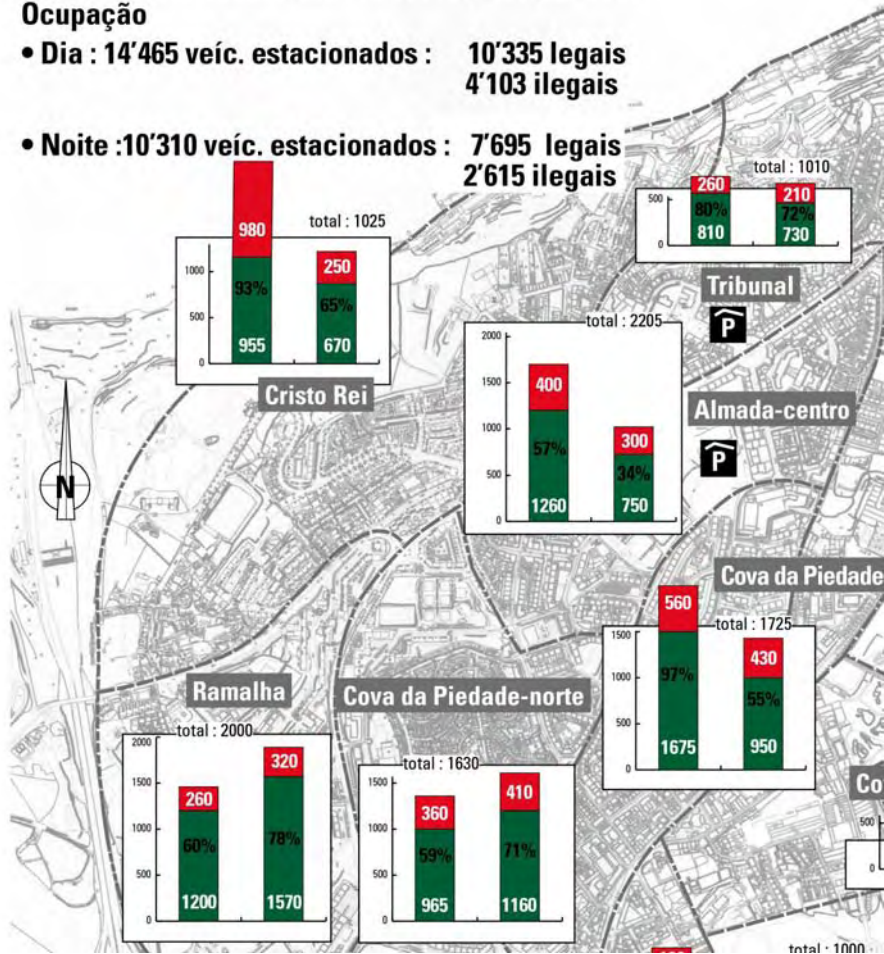 Ocupação
• Dia : 14'465 veíc. estacionados : 10'335 legais
4'103 ilegais
• Noite :10'310 veíc. estacionados : 7'695 legais
2'615 ilegais
total : 1025
1000
500
0
980
93%
955
250
65%
670
Cristo Rei
total : 1010
500
0
260
80%
810
210
72%
730
Tribunal
P
total : 2205
2000
1500
1000
500
0
400
57%
1260
300
34%
750
Almada-centro
P
N
Cova da Piedade
total : 1725
1500
1000
500
0
560
97%
1675
430
55%
950
Ramalha
total : 2000
2000
1500
1000
500
0
260
60%
1200
320
78%
1570
Cova da Piedade-norte
total : 1630
1500
1000
500
0
360
59%
965
410
71%
1160
Co
500
0
total : 1000